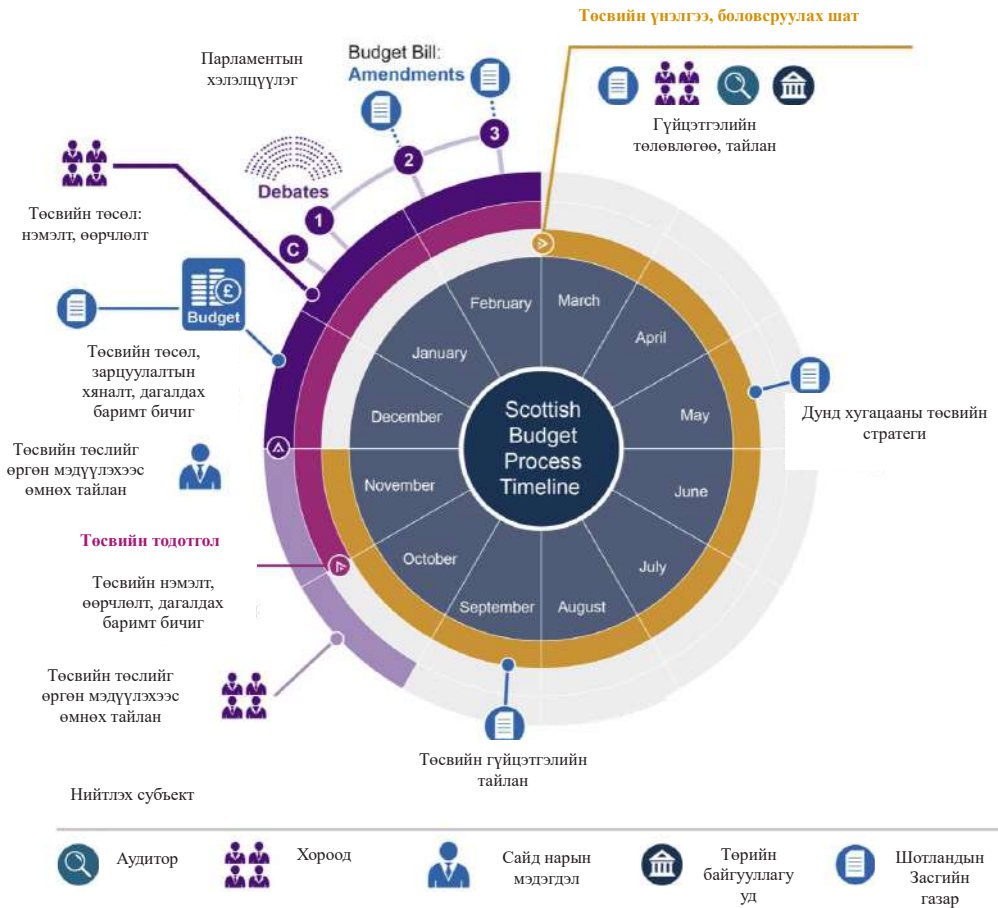 Төсвийн үнэлгээ, боловсруулах шат
Парламентын
хэлэлцүүлэг
Budget Bill:
Amendments
Гүйцэтгэлийн
төлөвлөгөө, тайлан
3
2
Debates
1
C
Төсвийн төсөл:
нэмэлт, өөрчлөлт
£
Budget
Төсвийн төсөл,
зарцуулалтын
хяналт, дагалдах
баримт бичиг
Төсвийн төслийг
өргөн мэдүүлэхээс
өмнөх тайлан
Төсвийн тодотгол
Төсвийн нэмэлт,
өөрчлөлт, дагалдах
баримт бичиг
Төсвийн төслийг
өргөн мэдүүлэхээс
өмнөх тайлан
February
March
January
April
December
May
November
June
October
July
September
August
Scottish
Budget
Process
Timeline
Дунд хугацааны төсвийн
стратеги
Төсвийн гүйцэтгэлийн
тайлан
Нийтлэх субъект
Аудитор
Хороод
Сайд нарын
мэдэгдэл
Төрийн
байгууллагу
уд
Шотландын
Засгийн
газар